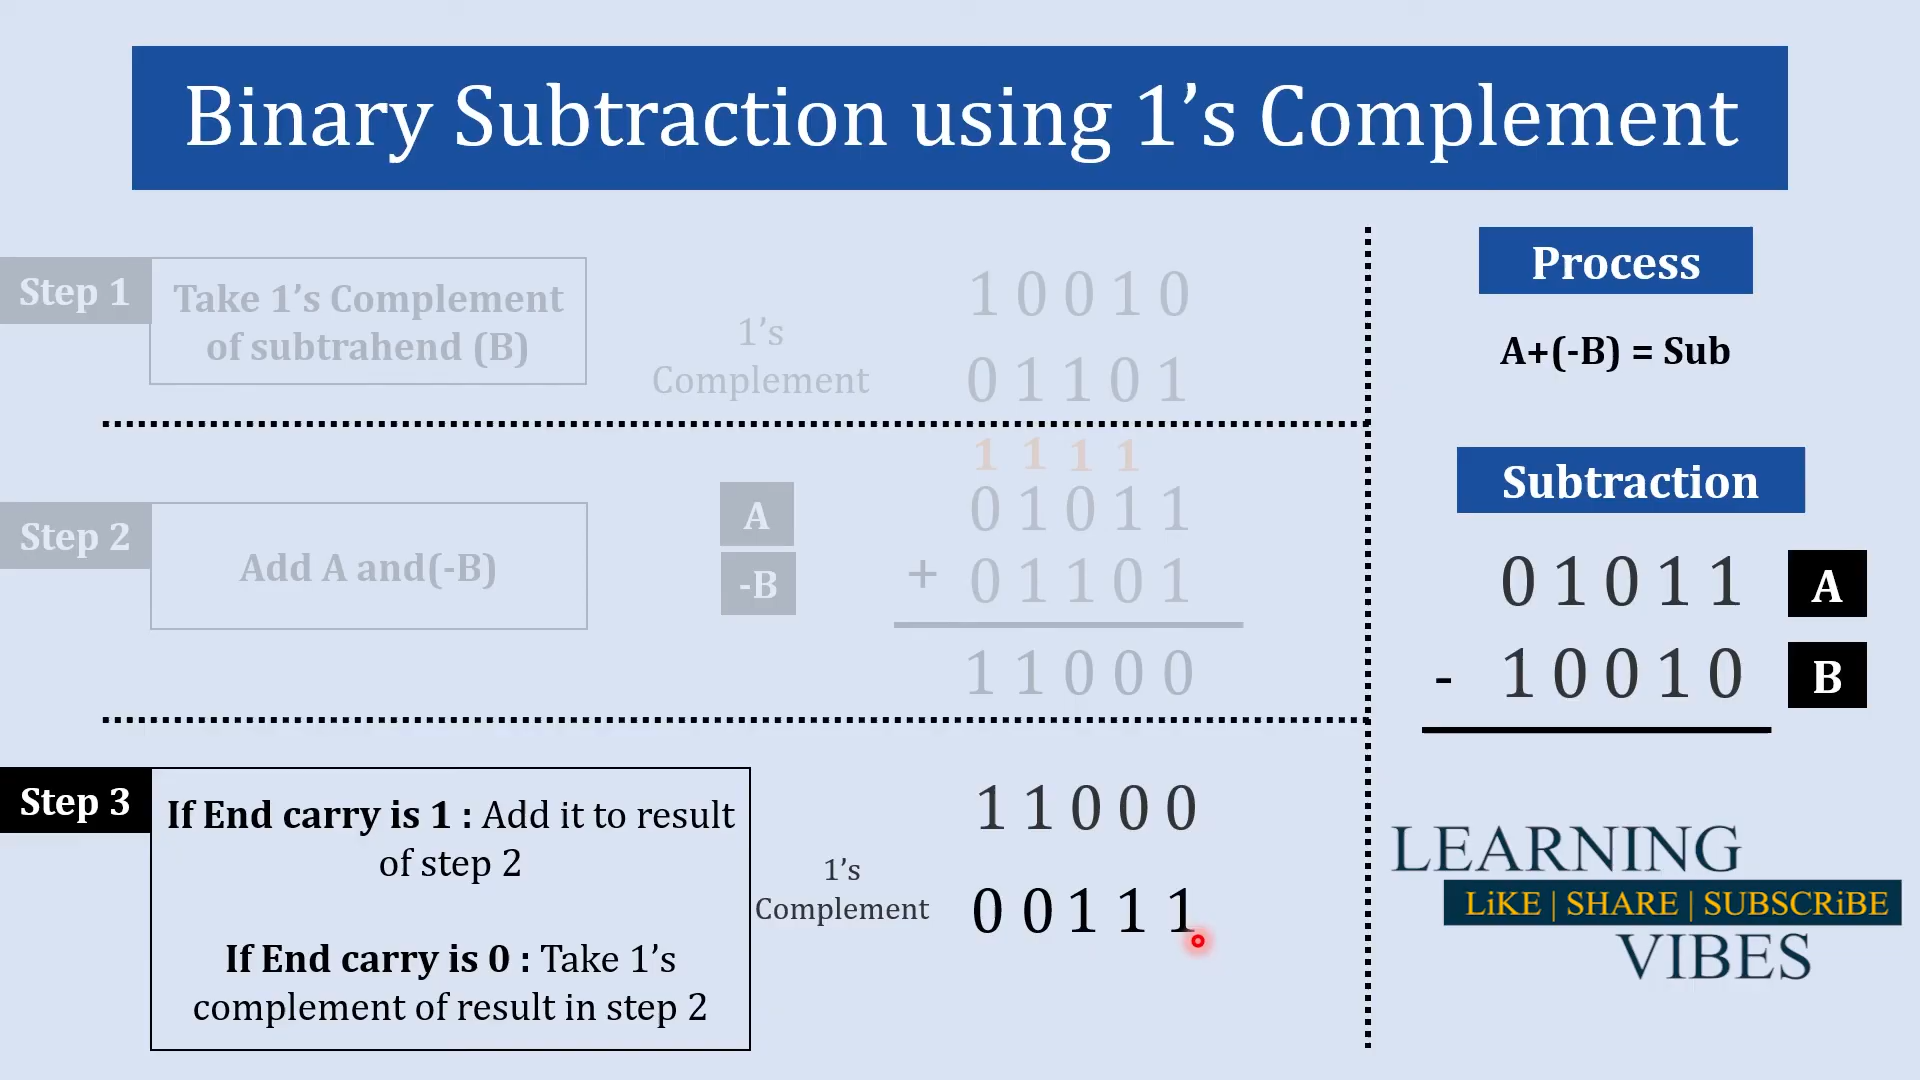 Binary Subtraction using 1’s Complement
Step 1
Take 1’s Complement
of subtrahend (B)
1’s
Complement
1 0 0 1 0
0 1 1 0 1
Step 2
Add A and(-B)
A
-B
1 1 1 1
0 1 0 1 1
+ 0 1 1 0 1
1 1 0 0 0
Step 3
If End carry is 1 : Add it to result
of step 2
If End carry is 0 : Take 1’s
complement of result in step 2
1 1 0 0 0
1’s
Complement
0 0 1 1 1
Process
A+(-B) = Sub
Subtraction
0 1 0 1 1 A
- 1 0 0 1 0 B
LEARNING
LiKE | SHARE | SUBSCRiBE
VIBES